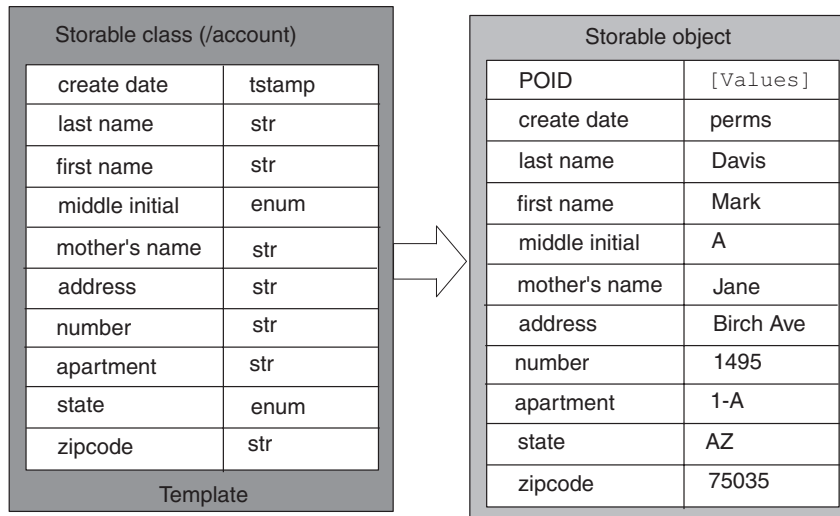 Storable class (/account)
create date tstamp
last name str
first name str
middle initial enum
mother's name str
address str
number str
apartment str
state enum
zipcode str
Template
Storable object
POID [Values]
create date perms
last name Davis
first name Mark
middle initial A
mother's name Jane
address Birch Ave
number 1495
apartment 1-A
state AZ
zipcode 75035